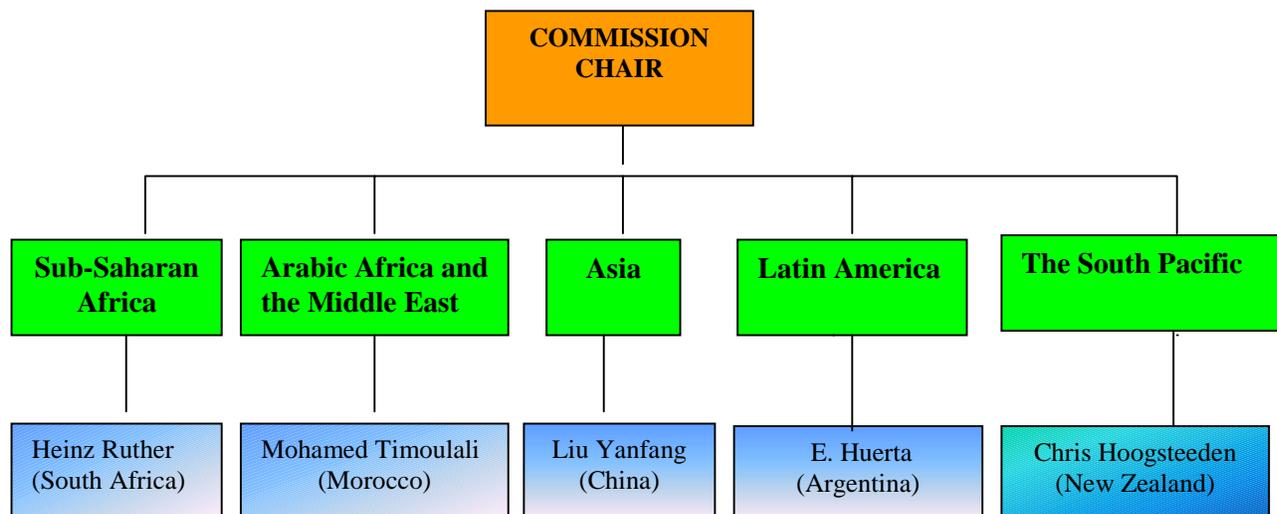 COMMISSION
CHAIR
Sub-Saharan
Africa
Arabic Africa and
the Middle East
Asia
Latin America
The South Pacific
Heinz Ruther
(South Africa)
Mohamed Timoulali
(Morocco)
Liu Yanfang
(China)
E. Huerta
(Argentina)
Chris Hoogsteeden
(New Zealand)